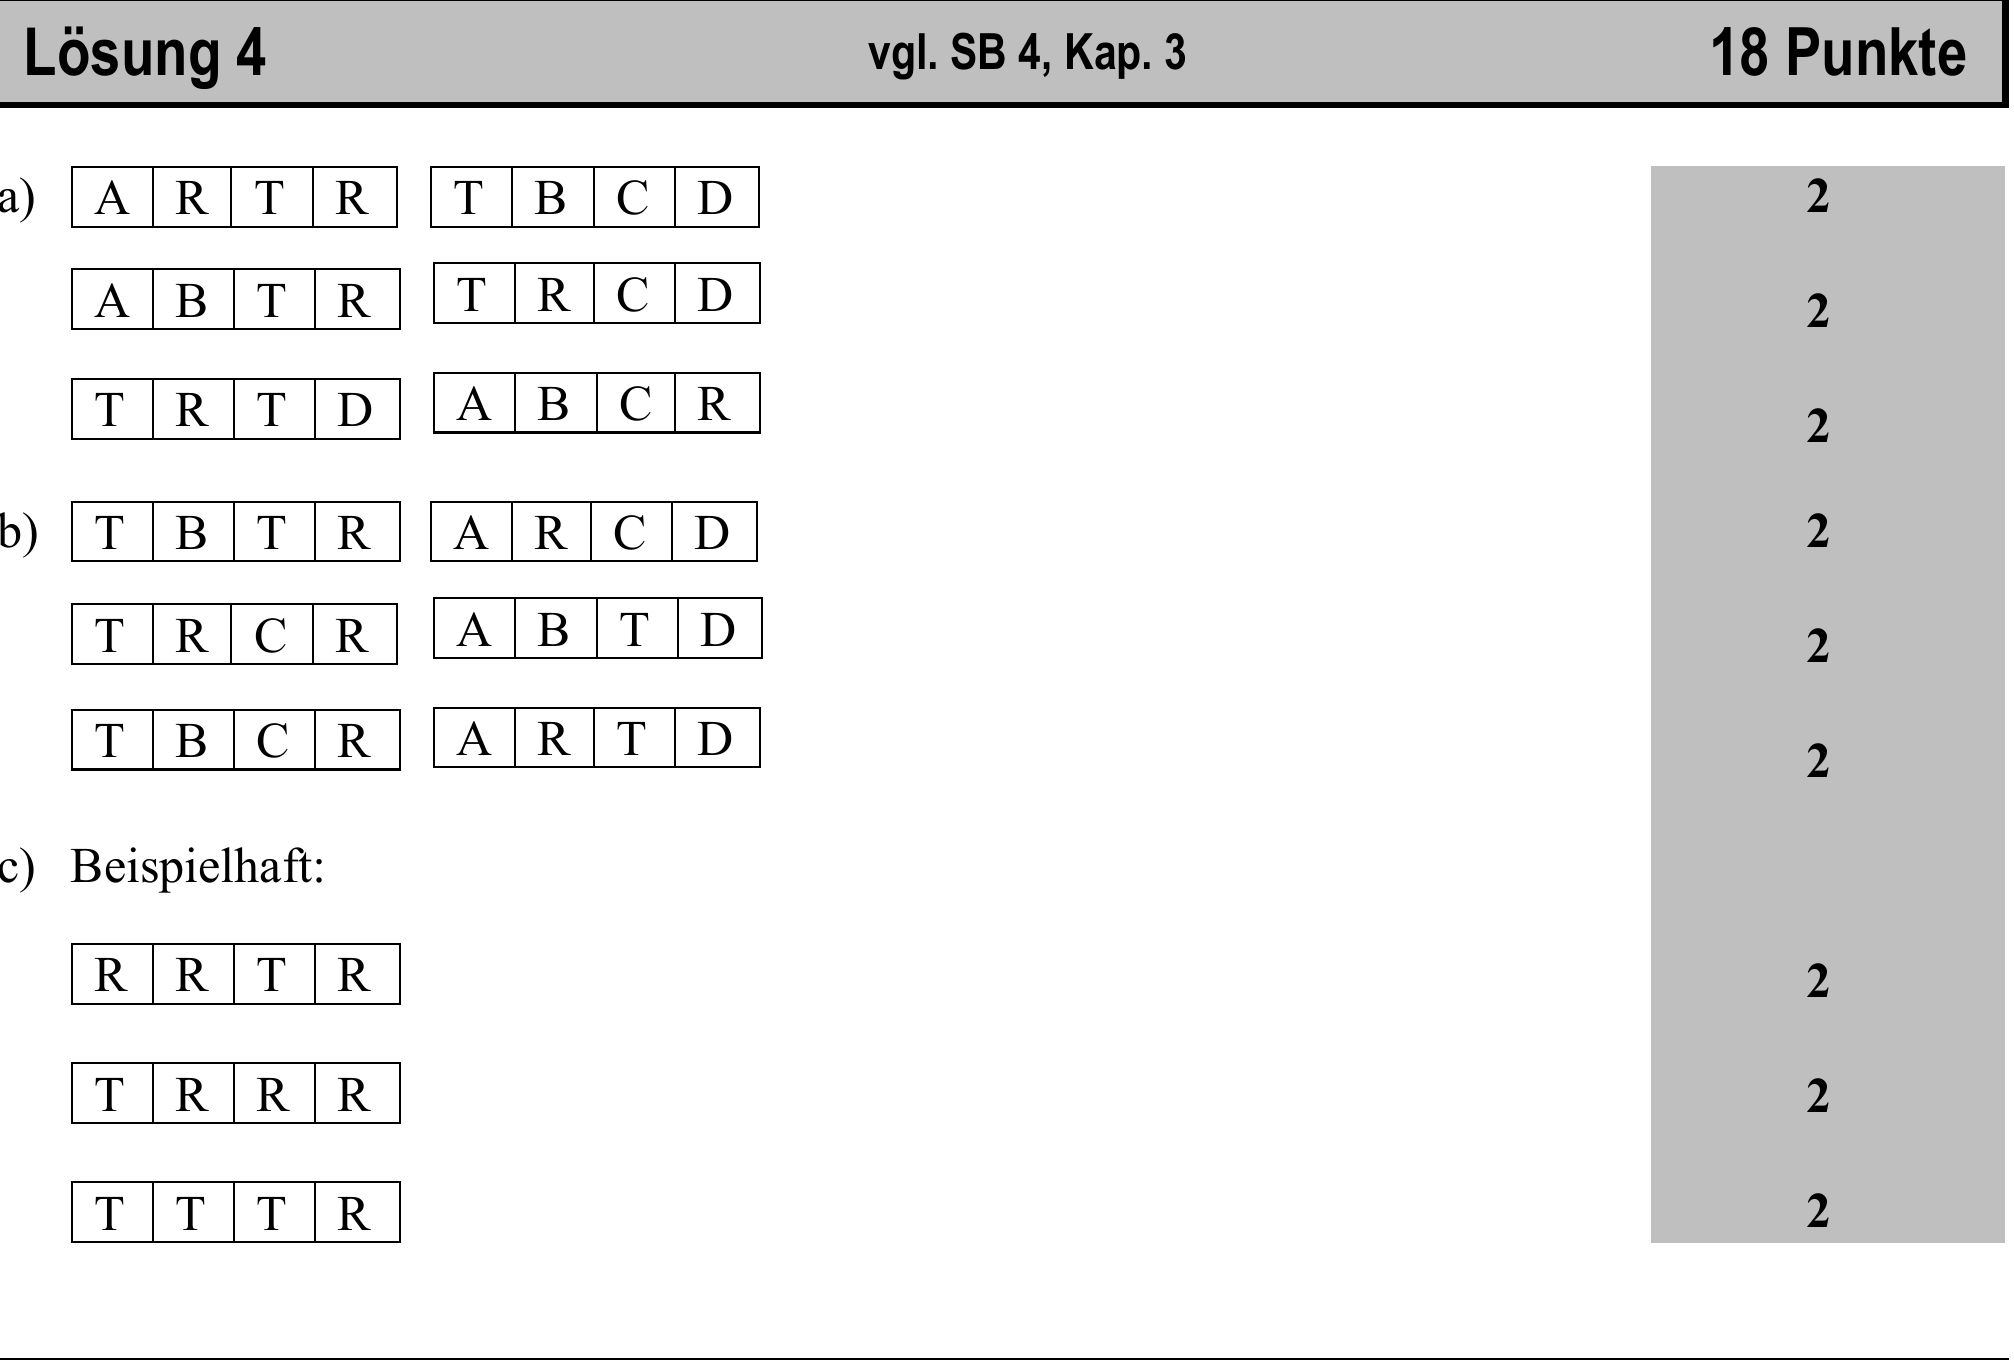 Lösung 4 vgl. SB 4, Kap. 3 18 Punkte
a) A R T R T B C D 2
A B T R T R C D 2
T R T D A B C R 2
b) T B T R A R C D 2
T R C R A B T D 2
T B C R A R T D 2
c) Beispielhaft:
R R T R 2
T R R R 2
T T T R 2